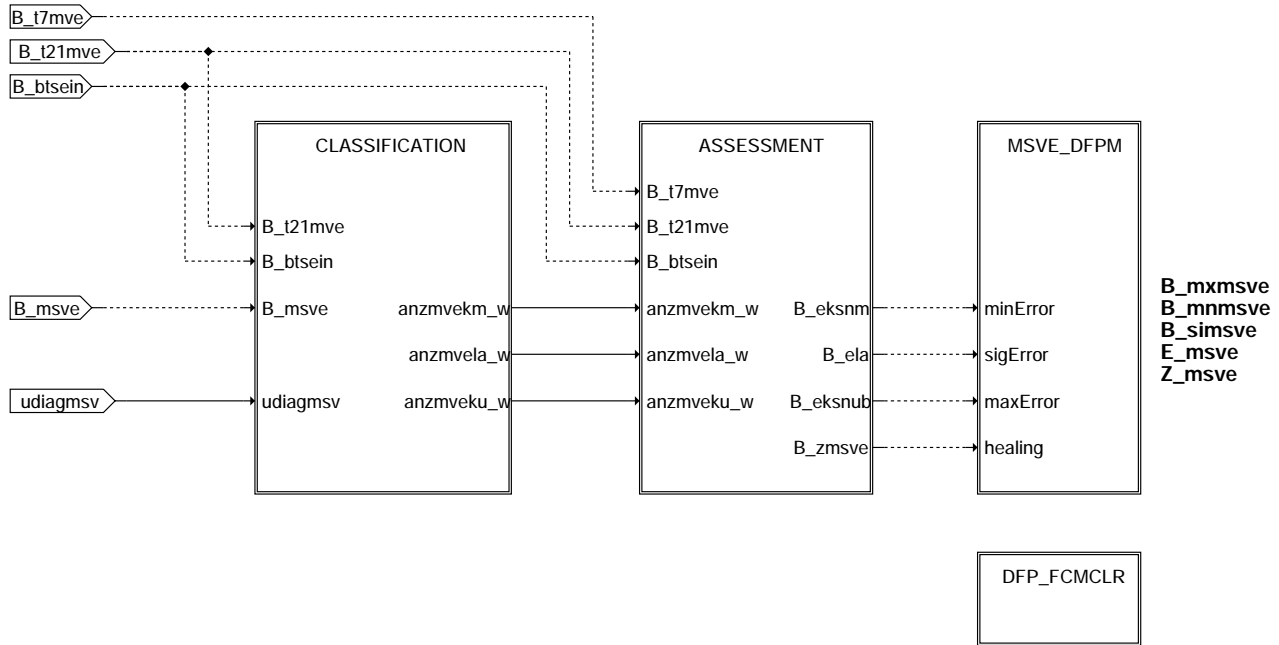 B_t7mve
B_t21mve
B_btsein
CLASSIFICATION ASSESSMENT MSVE_DFPM
B_t7mve
B_t21mve B_t21mve
B_btsein B_btsein
B_mxmsve
B_msve B_msve anzmvekm_w anzmvekm_w B_eksnm minError
B_mnmsve
B_simsve
anzmvela_w anzmvela_w B_ela sigError
E_msve
Z_msve
udiagmsv udiagmsv anzmveku_w anzmveku_w B_eksnub maxError
B_zmsve healing
DFP_FCMCLR